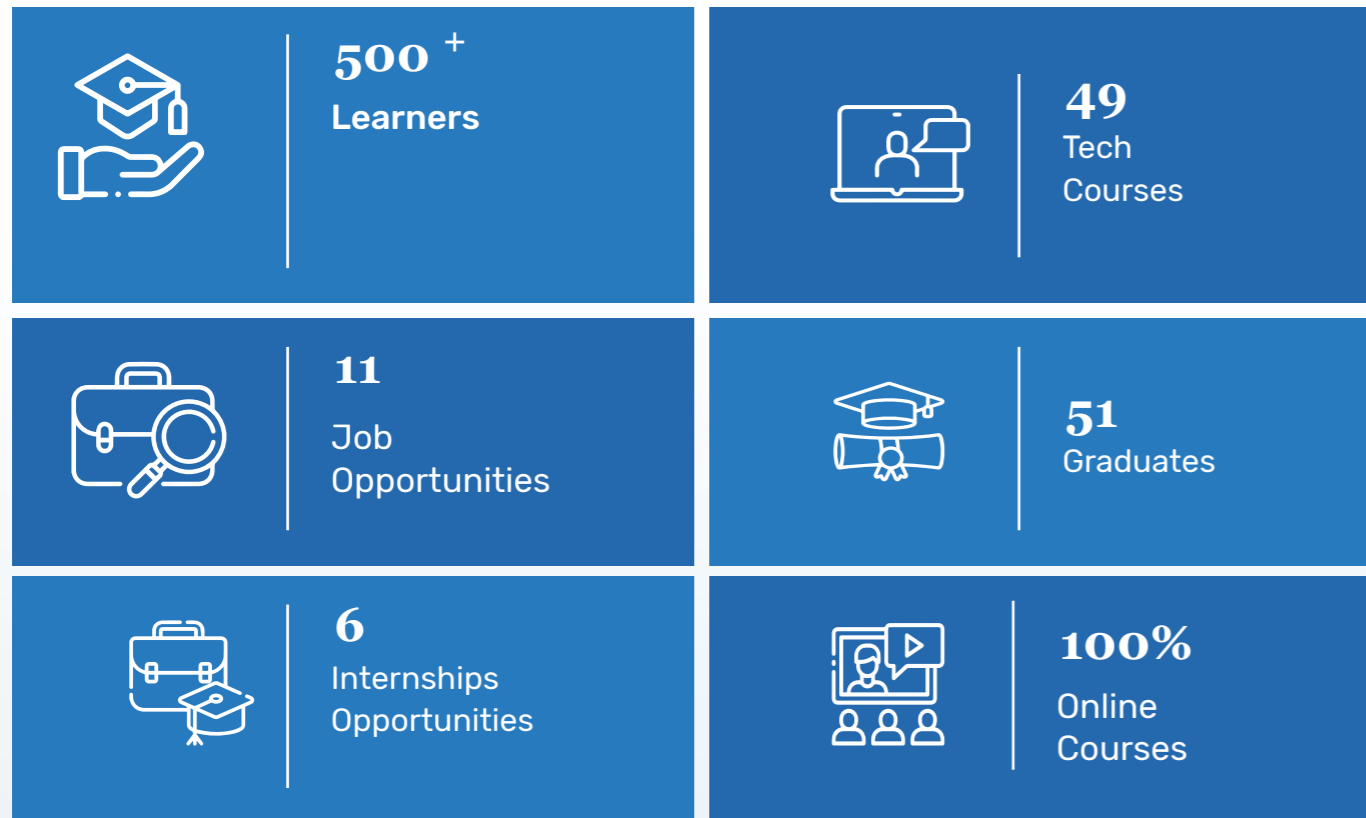 500 +
Learners
49
Tech
Courses
11
Job
Opportunities
51
Graduates
6
Internships
Opportunities
100%
Online
Courses